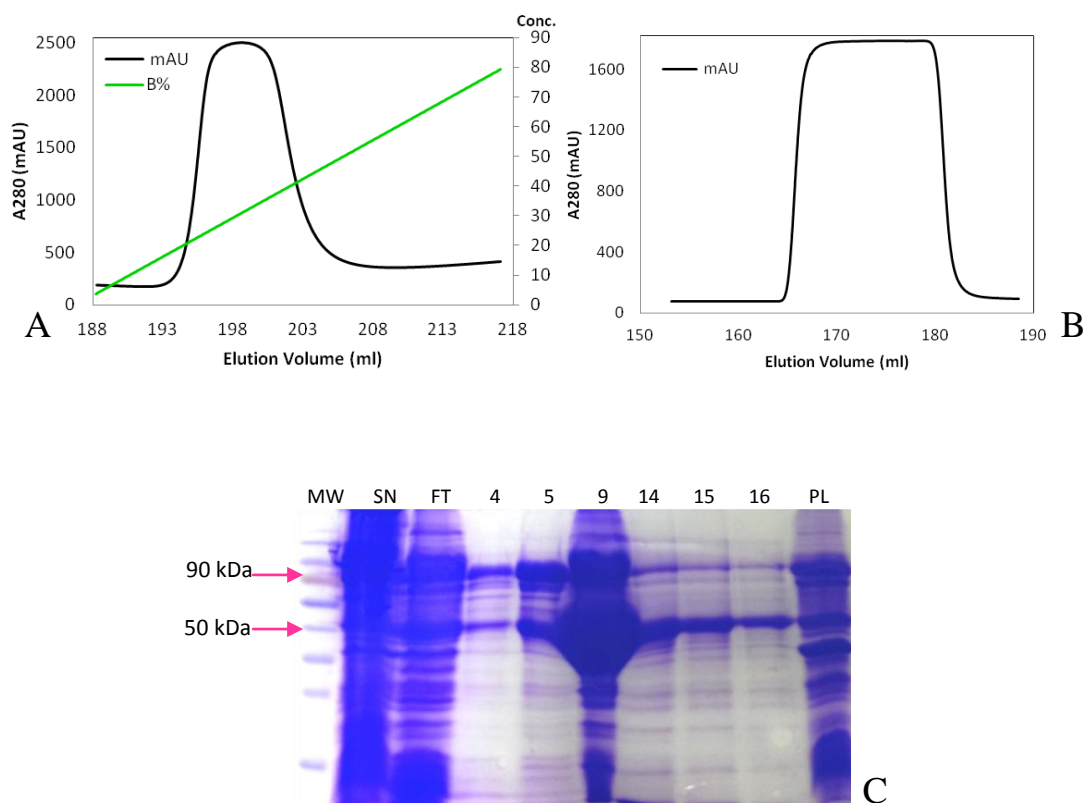 Conc.
2500
2000
1500
1000
500
0
A280 (mAU)
mAU
B%
90
80
70
60
50
40
30
20
10
0
188 193 198 203 208 213 218
Elution Volume (ml)
A
1600
1200
800
400
0
A280 (mAU)
mAU
150 160 170 180 190
Elution Volume (ml)
B
MW SN FT 4 5 9 14 15 16 PL
90 kDa
50 kDa
C